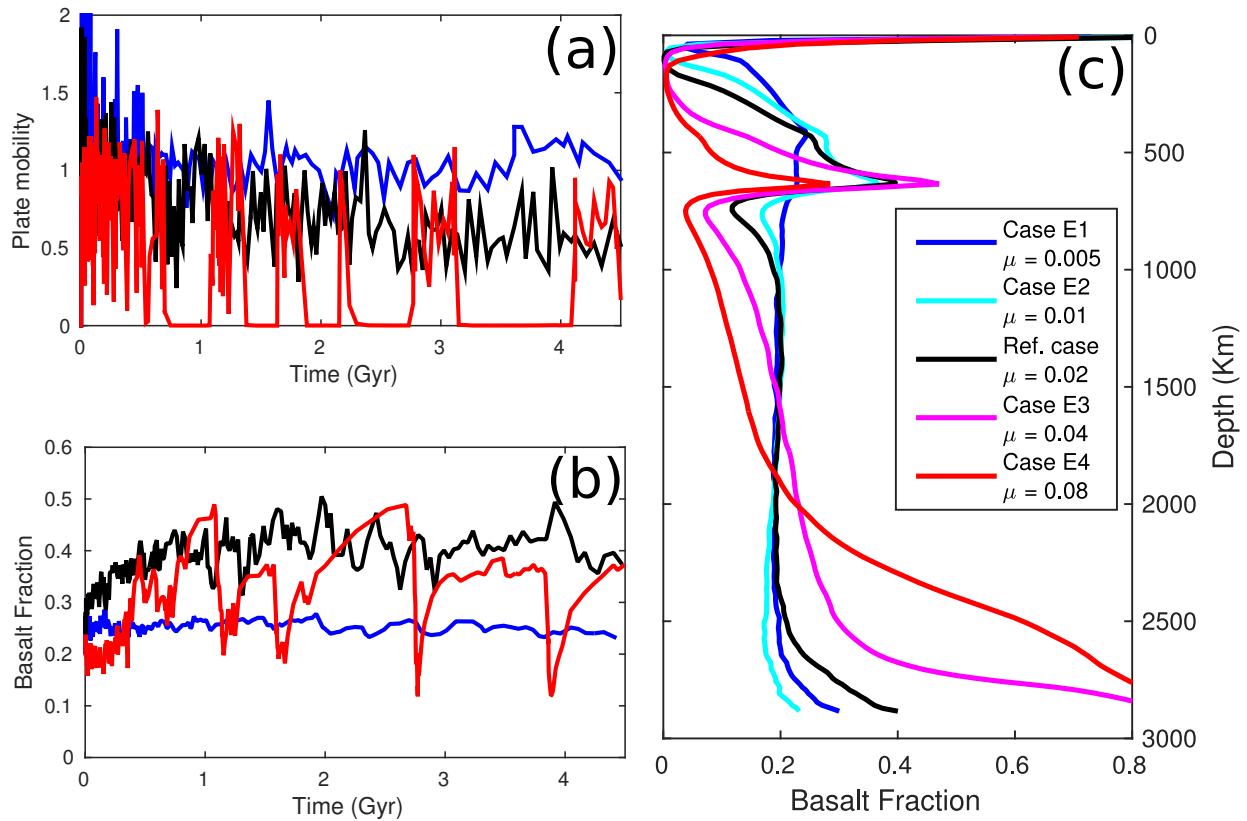 2
1.5
1
0.5
0
Plate mobility
(a)
0
1
2
3
4
Time (Gyr)
0.6
0.5
0.4
0.3
0.2
0.1
0
Basalt Fraction
(b)
0
1
2
3
4
Time (Gyr)
(c)
0
500
1000
1500
2000
2500
3000
Depth (Km)
Case E1
μ = 0.005
Case E2
μ = 0.01
Ref. case
μ = 0.02
Case E3
μ = 0.04
Case E4
μ = 0.08
0
0.2
0.4
0.6
0.8
Basalt Fraction